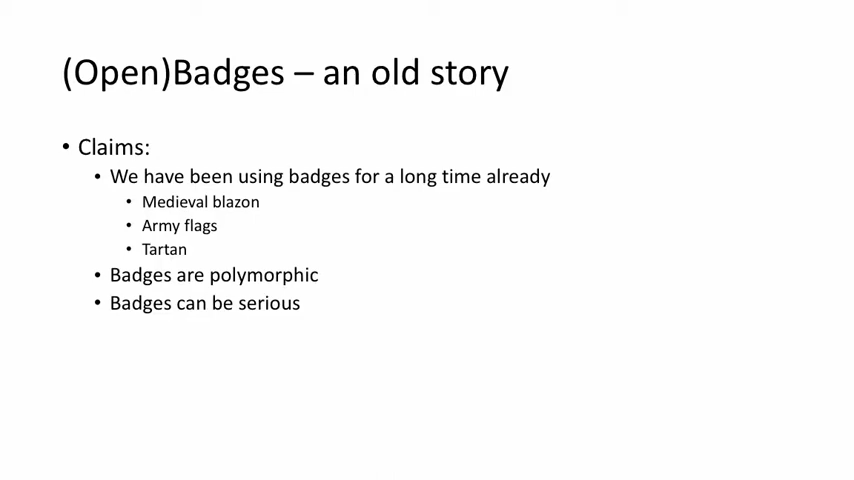 (Open)Badges – an old story
• Claims:
• We have been using badges for a long time already
• Medieval blazon
• Army flags
• Tartan
• Badges are polymorphic
• Badges can be serious